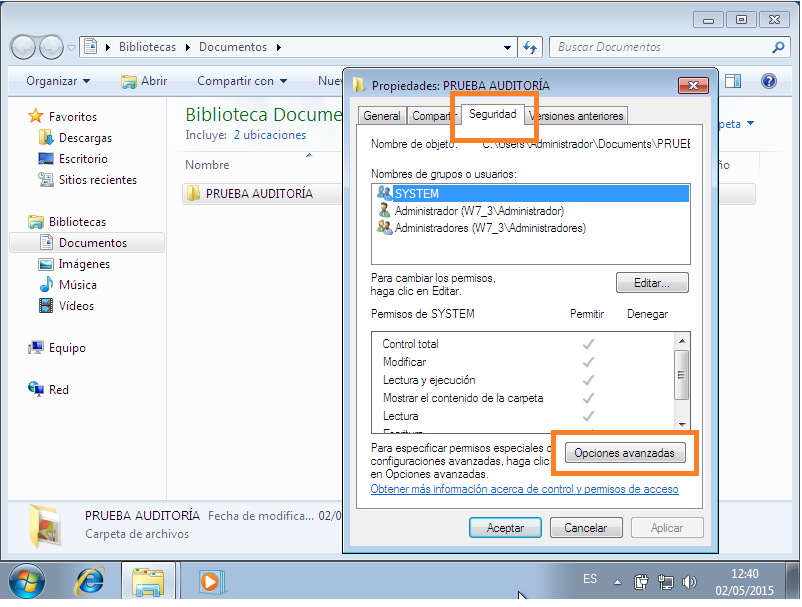 Bibliotecas Documentos
Buscar Documentos
Organizar Abrir Compartir con
Favoritos
Descargas
Escritorio
Sitios recientes
Bibliotecas
Documentos
Imágenes
Música
Vídeos
Equipo
Red
Biblioteca Docume
Incluye: 2 ubicaciones
Nombre
PRUEBA AUDITORÍA
Propiedades: PRUEBA AUDITORÍA
General Compartir Seguridad Versiones anteriores
Nombre de objeto: C:\Users\Administrador\Documents\PRUEB
Nombres de grupos o usuarios:
SYSTEM
Administrador (W7_3\Administrador)
Administradores (W7_3\Administradores)
Para cambiar los permisos,
haga clic en Editar.
Editar...
Permisos de SYSTEM Permitir Denegar
Control total
Modificar
Lectura y ejecución
Mostrar el contenido de la carpeta
Lectura
Escritura
Para especificar permisos especiales o
configuraciones avanzadas, haga clic
en Opciones avanzadas.
Opciones avanzadas
Obtener más información acerca de control y permisos de acceso
Aceptar Cancelar Aplicar
PRUEBA AUDITORÍA Fecha de modifica... 02/0
Carpeta de archivos
ES
12:40
02/05/2015